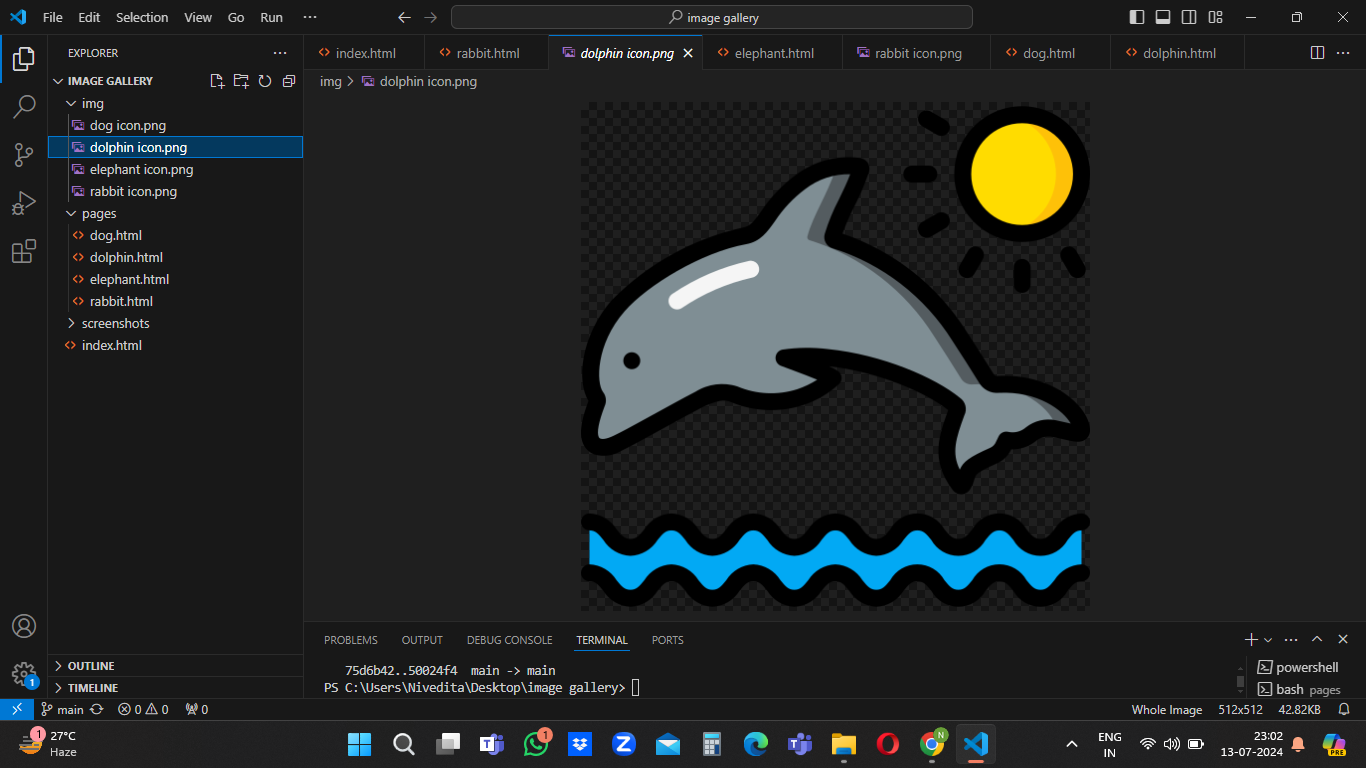 File Edit Selection View Go Run ··· image gallery
EXPLORER
index.html rabbit.html dolphin icon.png elephant.html rabbit icon.png dog.html dolphin.html
IMAGE GALLERY
img > dolphin icon.png
img
dog icon.png
dolphin icon.png
elephant icon.png
rabbit icon.png
pages
dog.html
dolphin.html
elephant.html
rabbit.html
screenshots
index.html
OUTLINE
TIMELINE
PROBLEMS OUTPUT DEBUG CONSOLE TERMINAL PORTS
75d6b42..50024f4 main -> main
PS C:\Users\Nivedita\Desktop\image gallery>
powershell
bash pages
1
main 0 0 0 Whole Image 512x512 42.82KB
1
27°C
Haze
1
N
ENG
IN
23:02
13-07-2024
PRE